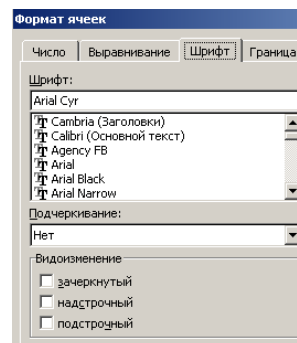 Формат ячеек
Число Выравнивание Шрифт Граница
Шрифт:
Arial Cyr
Cambria (Заголовки)
Calibri (Основной текст)
Agency FB
Arial
Arial Black
Arial Narrow
Подчеркивание:
Нет
Видоизменение
зачеркнутый
надстрочный
подстрочный